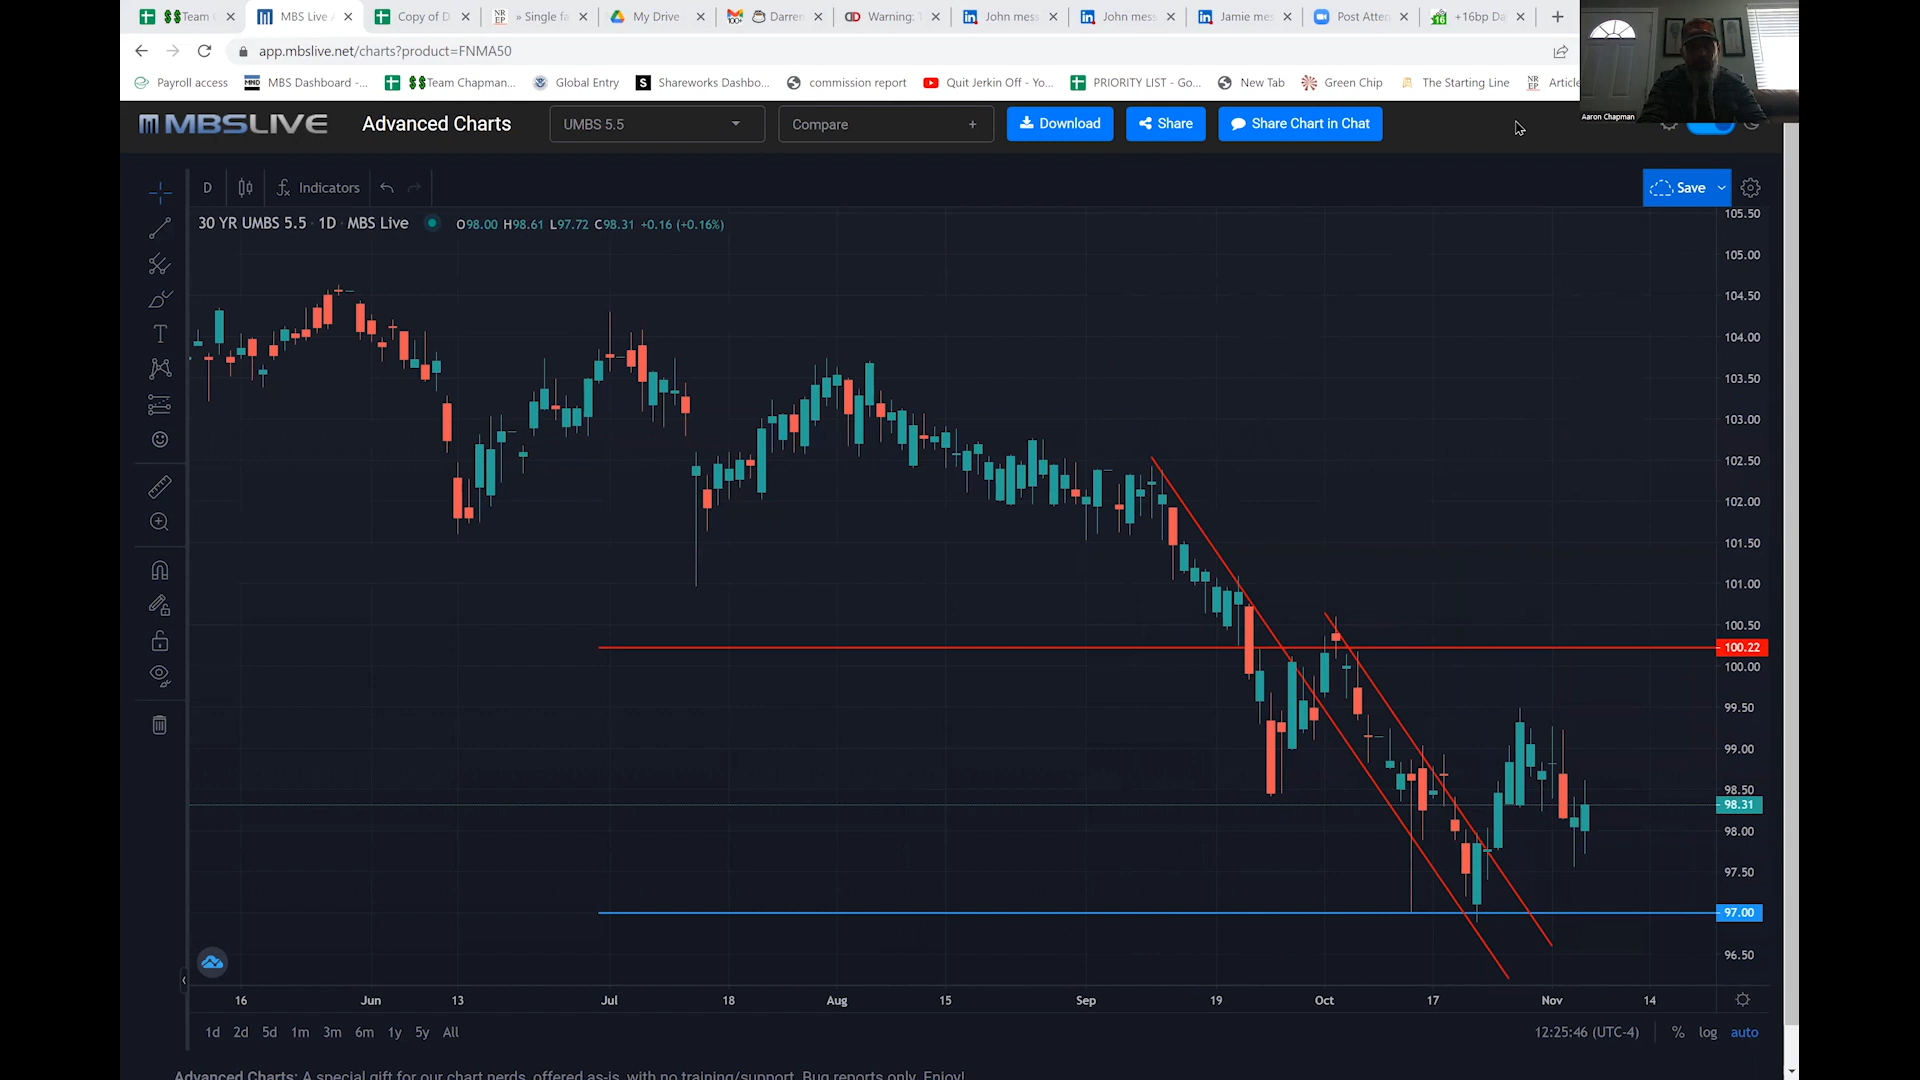 $$Team
MBS Live
Copy of D
NR EP » Single fa
My Drive
100+ Darren
Warning:
John mess
John mess
Jamie mes
Post Atten
16 +16bp Da
app.mbslive.net/charts?product=FNMA50
Payroll access
MND MBS Dashboard -...
$$Team Chapman...
Global Entry
S Shareworks Dashbo...
commission report
Quit Jerkin Off - Yo...
PRIORITY LIST - Go...
New Tab
Green Chip
The Starting Line
NR EP Article
Aaron Chapman
MBSLIVE
Advanced Charts
UMBS 5.5
Compare +
Download
Share
Share Chart in Chat
D
Indicators
Save
30 YR UMBS 5.5 · 1D · MBS Live
O98.00 H98.61 L97.72 C98.31 +0.16 (+0.16%)
105.50
105.00
104.50
104.00
103.50
103.00
102.50
102.00
101.50
101.00
100.50
100.22
100.00
99.50
99.00
98.50
98.31
98.00
97.50
97.00
96.50
16 Jun 13 Jul 18 Aug 15 Sep 19 Oct 17 Nov 14
1d 2d 5d 1m 3m 6m 1y 5y All
12:25:46 (UTC-4) % log auto
Advanced Charts: A special gift for our chart nerds, offered as-is, with no training/support. Bug reports only. Enjoy!